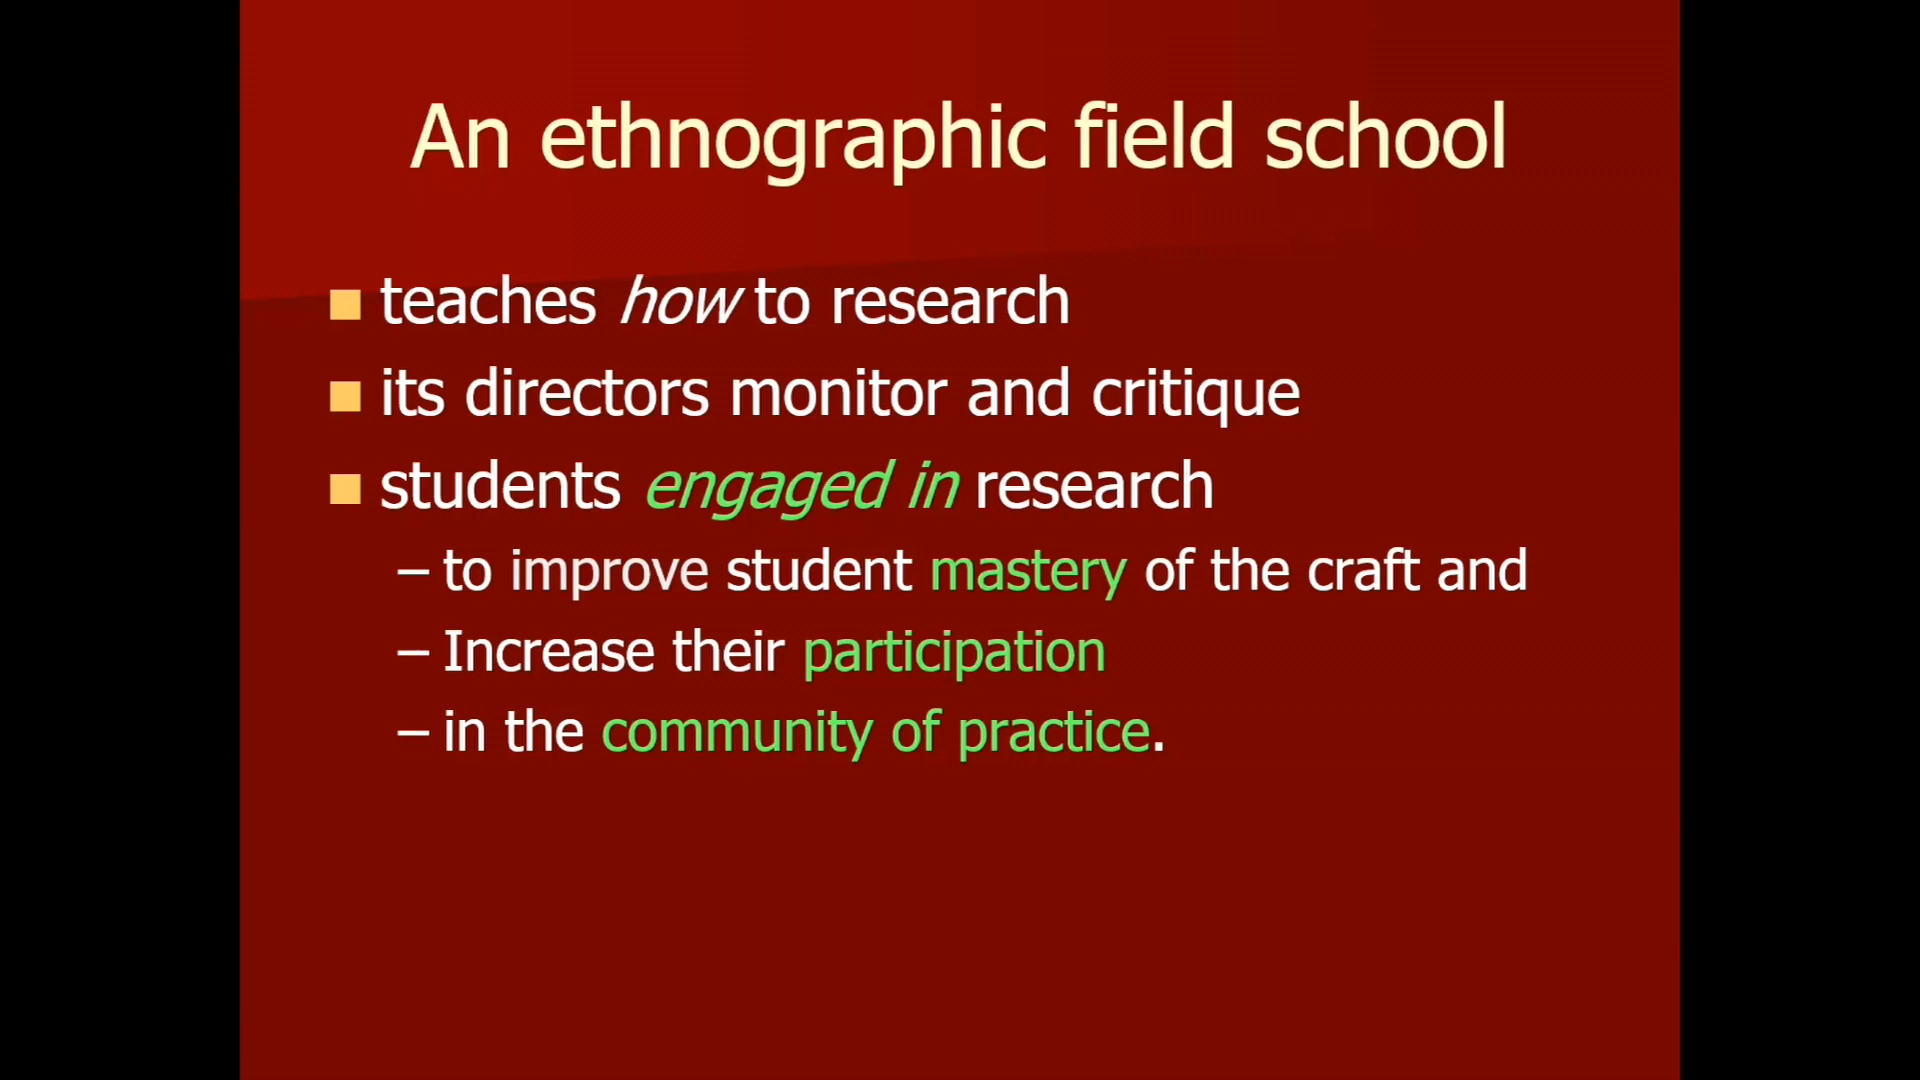 An ethnographic field school
teaches how to research
its directors monitor and critique
students engaged in research
– to improve student mastery of the craft and
– Increase their participation
– in the community of practice.